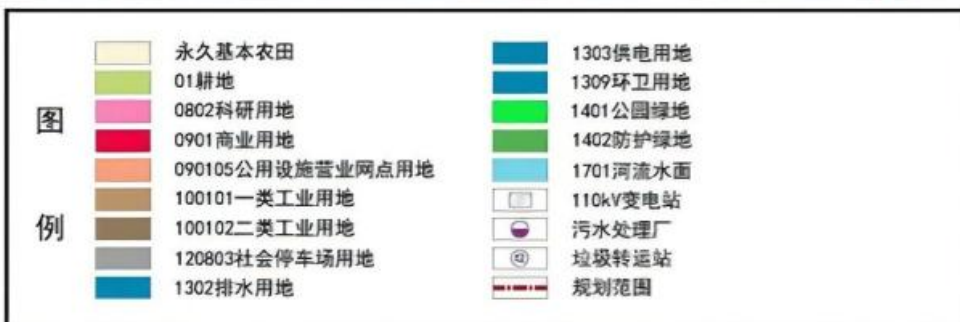 图例
永久基本农田
01耕地
0802科研用地
0901商业用地
090105公用设施营业网点用地
100101一类工业用地
100102二类工业用地
120803社会停车场用地
1302排水用地
1303供电用地
1309环卫用地
1401公园绿地
1402防护绿地
1701河流水面
110kV变电站
污水处理厂
垃圾转运站
规划范围